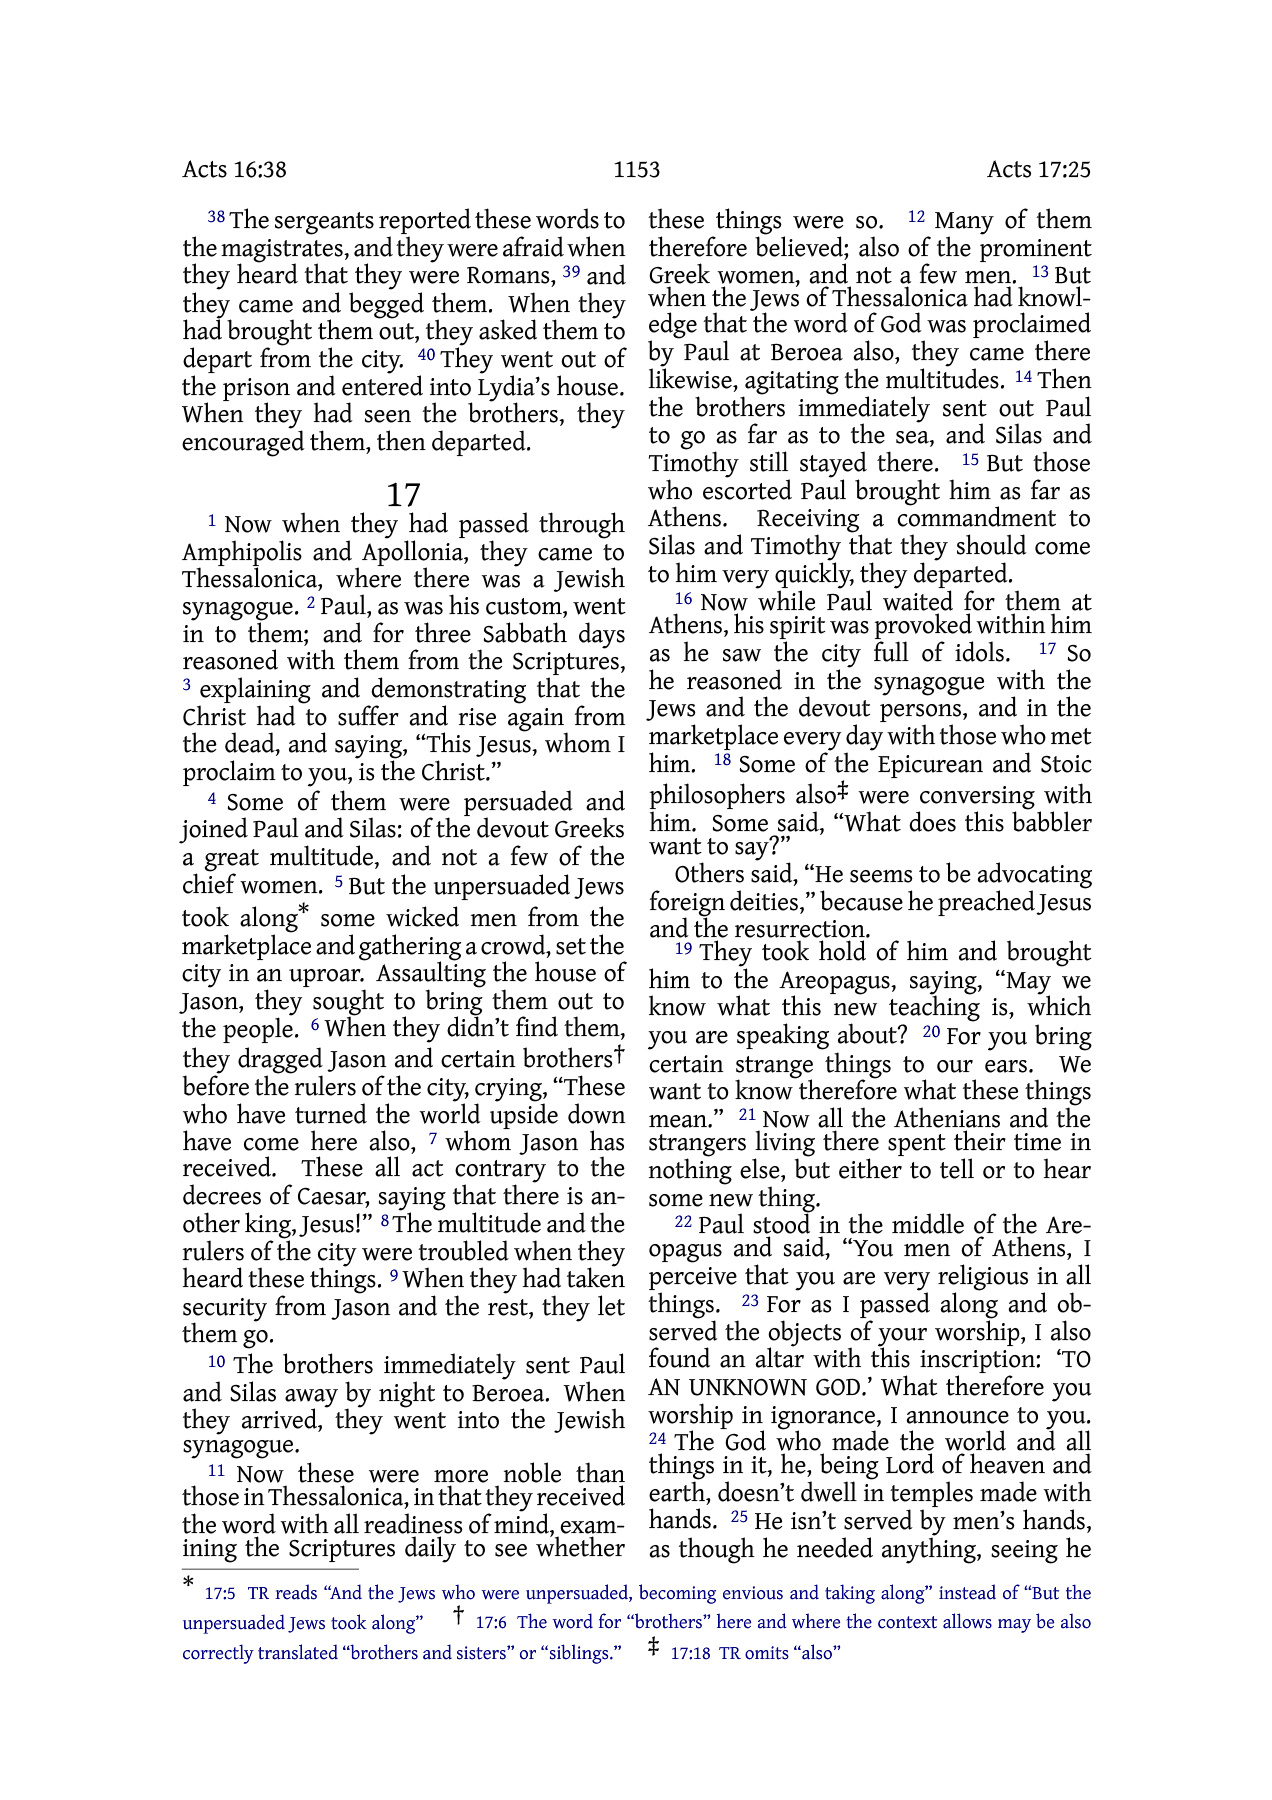 Acts 16:38 1153 Acts 17:25
38 The sergeants reported these words to
the magistrates, and they were afraid when
they heard that they were Romans, 39 and
they came and begged them. When they
had brought them out, they asked them to
depart from the city. 40 They went out of
the prison and entered into Lydia’s house.
When they had seen the brothers, they
encouraged them, then departed.
17
1 Now when they had passed through
Amphipolis and Apollonia, they came to
Thessalonica, where there was a Jewish
synagogue. 2 Paul, as was his custom, went
in to them; and for three Sabbath days
reasoned with them from the Scriptures,
3 explaining and demonstrating that the
Christ had to suffer and rise again from
the dead, and saying, “This Jesus, whom I
proclaim to you, is the Christ.”
4 Some of them were persuaded and
joined Paul and Silas: of the devout Greeks
a great multitude, and not a few of the
chief women. 5 But the unpersuaded Jews
took along* some wicked men from the
marketplace and gathering a crowd, set the
city in an uproar. Assaulting the house of
Jason, they sought to bring them out to
the people. 6 When they didn’t find them,
they dragged Jason and certain brothers†
before the rulers of the city, crying, “These
who have turned the world upside down
have come here also, 7 whom Jason has
received. These all act contrary to the
decrees of Caesar, saying that there is an-
other king, Jesus!” 8 The multitude and the
rulers of the city were troubled when they
heard these things. 9 When they had taken
security from Jason and the rest, they let
them go.
10 The brothers immediately sent Paul
and Silas away by night to Beroea. When
they arrived, they went into the Jewish
synagogue.
11 Now these were more noble than
those in Thessalonica, in that they received
the word with all readiness of mind, exam-
ining the Scriptures daily to see whether
these things were so. 12 Many of them
therefore believed; also of the prominent
Greek women, and not a few men. 13 But
when the Jews of Thessalonica had knowl-
edge that the word of God was proclaimed
by Paul at Beroea also, they came there
likewise, agitating the multitudes. 14 Then
the brothers immediately sent out Paul
to go as far as to the sea, and Silas and
Timothy still stayed there. 15 But those
who escorted Paul brought him as far as
Athens. Receiving a commandment to
Silas and Timothy that they should come
to him very quickly, they departed.
16 Now while Paul waited for them at
Athens, his spirit was provoked within him
as he saw the city full of idols. 17 So
he reasoned in the synagogue with the
Jews and the devout persons, and in the
marketplace every day with those who met
him. 18 Some of the Epicurean and Stoic
philosophers also‡ were conversing with
him. Some said, “What does this babbler
want to say?”
Others said, “He seems to be advocating
foreign deities,” because he preached Jesus
and the resurrection.
19 They took hold of him and brought
him to the Areopagus, saying, “May we
know what this new teaching is, which
you are speaking about? 20 For you bring
certain strange things to our ears. We
want to know therefore what these things
mean.” 21 Now all the Athenians and the
strangers living there spent their time in
nothing else, but either to tell or to hear
some new thing.
22 Paul stood in the middle of the Are-
opagus and said, “You men of Athens, I
perceive that you are very religious in all
things. 23 For as I passed along and ob-
served the objects of your worship, I also
found an altar with this inscription: ‘TO
AN UNKNOWN GOD.’ What therefore you
worship in ignorance, I announce to you.
24 The God who made the world and all
things in it, he, being Lord of heaven and
earth, doesn’t dwell in temples made with
hands. 25 He isn’t served by men’s hands,
as though he needed anything, seeing he
* 17:5 TR reads “And the Jews who were unpersuaded, becoming envious and taking along” instead of “But the
unpersuaded Jews took along” † 17:6 The word for “brothers” here and where the context allows may be also
correctly translated “brothers and sisters” or “siblings.” ‡ 17:18 TR omits “also”